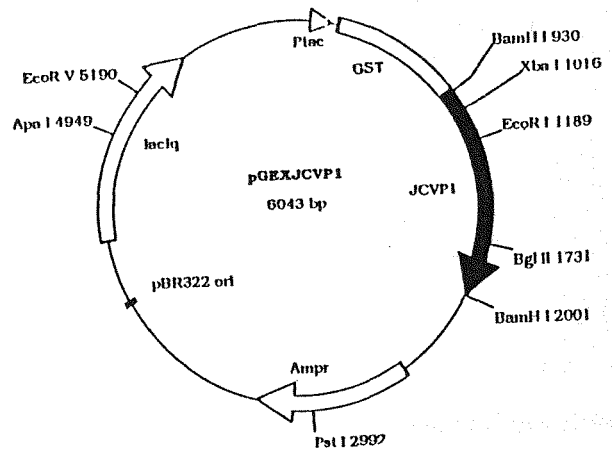 Ptac
GST
BamH I 930
Xba I 1016
EcoR I 1189
JCVP1
Bgl II 1731
BamH I 2001
Ampr
Pst I 2992
pBR322 ori
lacIq
Apa I 4949
EcoR V 5190
pGEXJCVP1
6043 bp